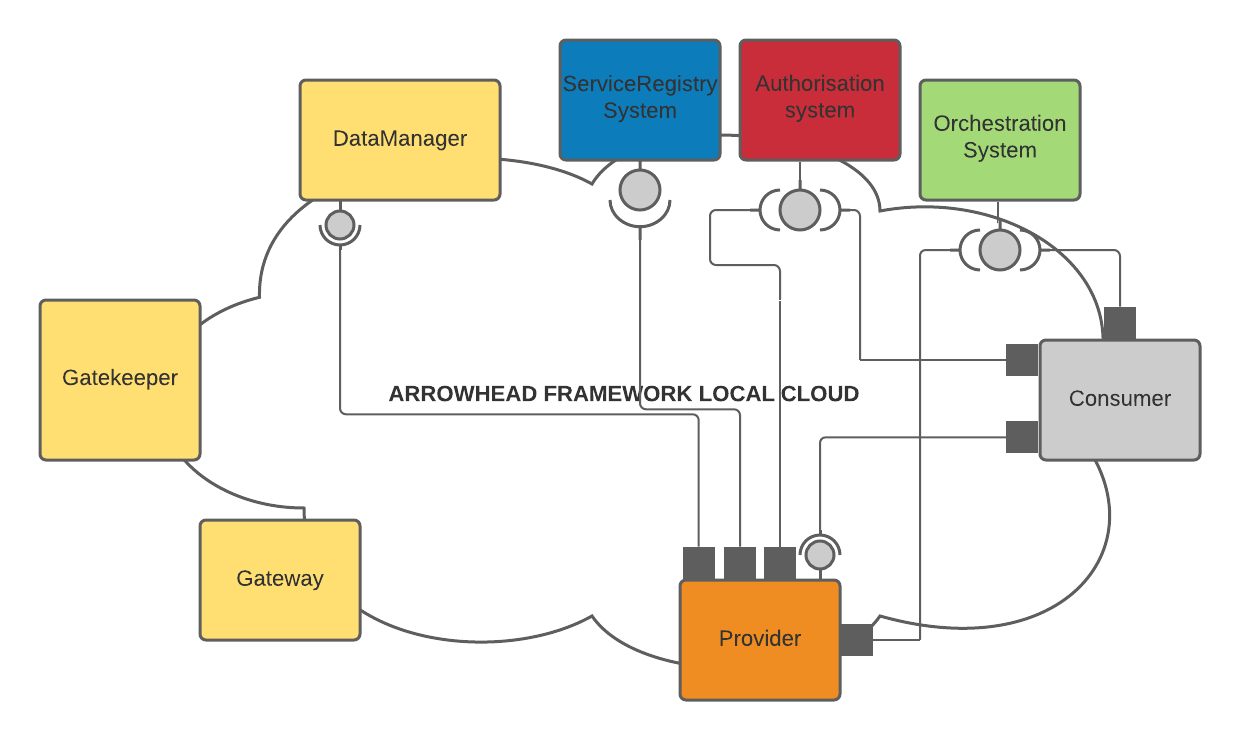 ServiceRegistry
System
Authorisation
system
DataManager
Orchestration
System
Gatekeeper
ARROWHEAD FRAMEWORK LOCAL CLOUD
Consumer
Gateway
Provider